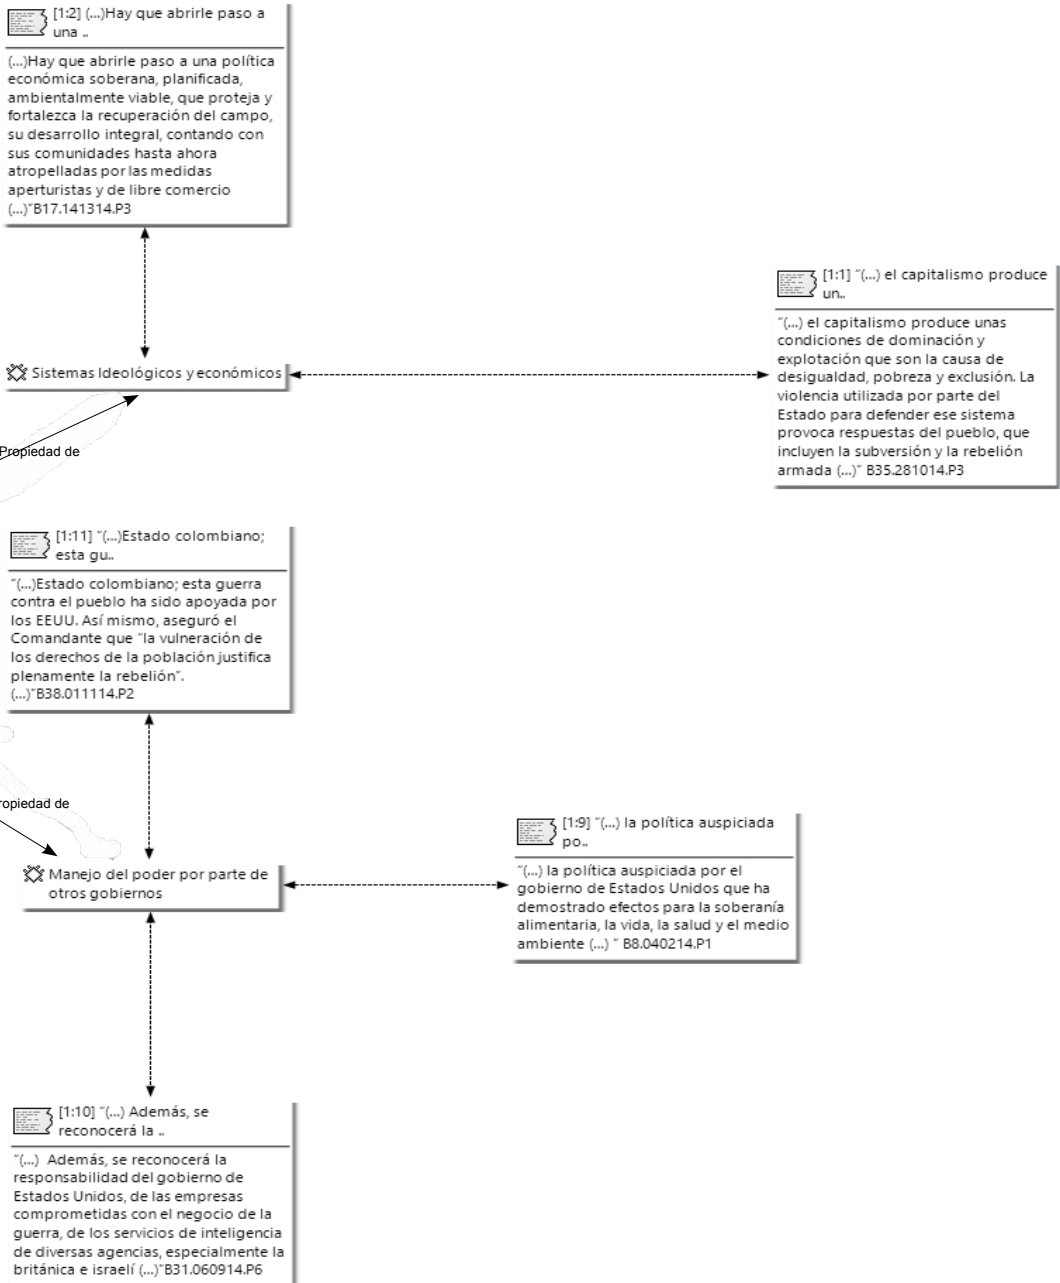 [1:2] (...)Hay que abrirle paso a
una ..
(...)Hay que abrirle paso a una política
económica soberana, planificada,
ambientalmente viable, que proteja y
fortalezca la recuperación del campo,
su desarrollo integral, contando con
sus comunidades hasta ahora
atropelladas por las medidas
aperturistas y de libre comercio
(...)"B17.141314.P3
[1:1] "(...) el capitalismo produce
un..
"(...) el capitalismo produce unas
condiciones de dominación y
explotación que son la causa de
desigualdad, pobreza y exclusión. La
violencia utilizada por parte del
Estado para defender ese sistema
provoca respuestas del pueblo, que
incluyen la subversión y la rebelión
armada (...)" B35.281014.P3
Sistemas Ideológicos y económicos
Propiedad de
[1:11] "(...)Estado colombiano;
esta gu..
"(...)Estado colombiano; esta guerra
contra el pueblo ha sido apoyada por
los EEUU. Así mismo, aseguró el
Comandante que "la vulneración de
los derechos de la población justifica
plenamente la rebelión".
(...)"B38.011114.P2
ropiedad de
Manejo del poder por parte de
otros gobiernos
[1:9] "(...) la política auspiciada
po..
"(...) la política auspiciada por el
gobierno de Estados Unidos que ha
demostrado efectos para la soberanía
alimentaria, la vida, la salud y el medio
ambiente (...) " B8.040214.P1
[1:10] "(...) Además, se
reconocerá la ..
"(...)  Además, se reconocerá la
responsabilidad del gobierno de
Estados Unidos, de las empresas
comprometidas con el negocio de la
guerra, de los servicios de inteligencia
de diversas agencias, especialmente la
británica e israelí (...)"B31.060914.P6